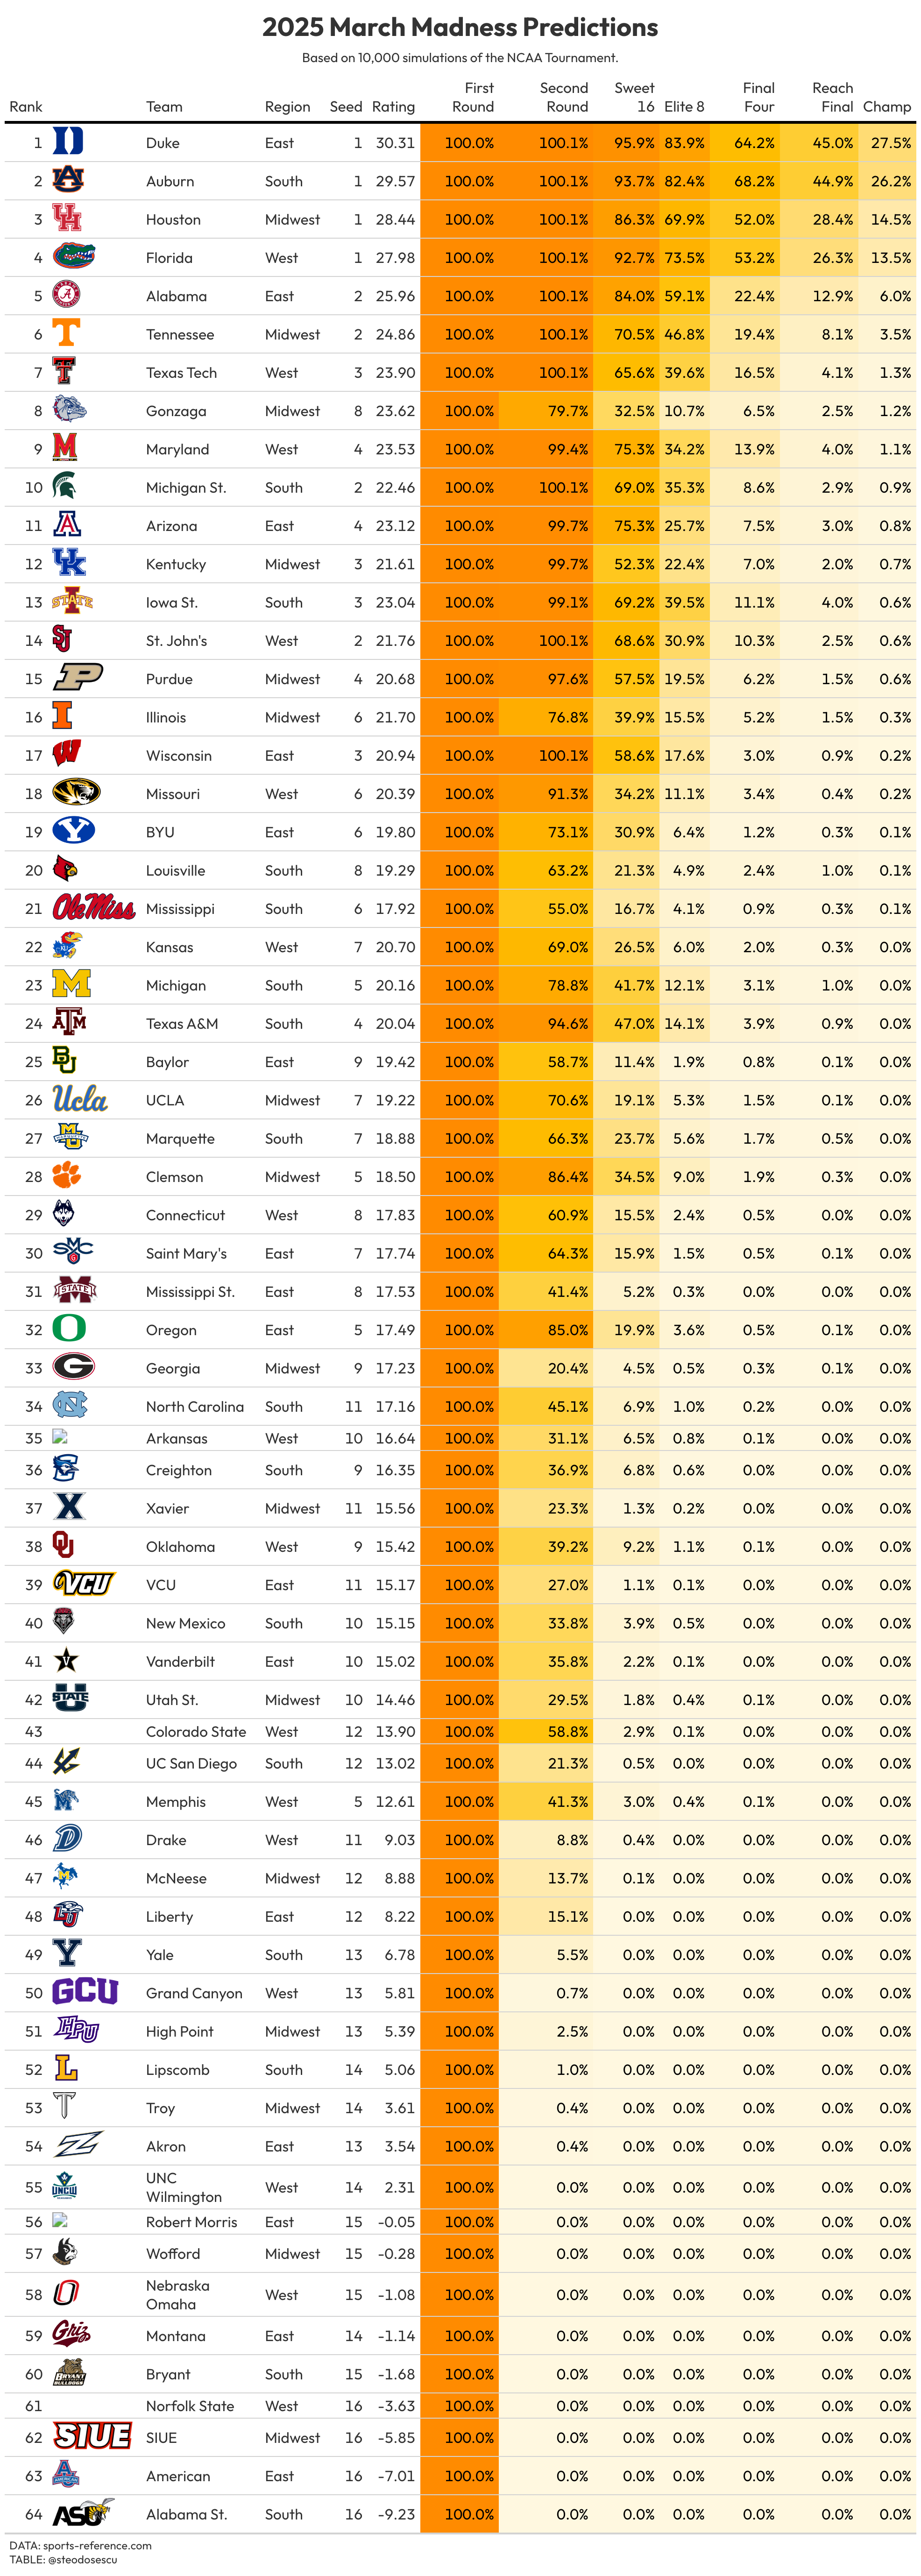 2025 March Madness Predictions
Based on 10,000 simulations of the NCAA Tournament.
Rank Team Region Seed Rating First Round Second Round Sweet 16 Elite 8 Final Four Reach Final Champ
1 Duke East 1 30.31 100.0% 100.1% 95.9% 83.9% 64.2% 45.0% 27.5%
2 Auburn South 1 29.57 100.0% 100.1% 93.7% 82.4% 68.2% 44.9% 26.2%
3 Houston Midwest 1 28.44 100.0% 100.1% 86.3% 69.9% 52.0% 28.4% 14.5%
4 Florida West 1 27.98 100.0% 100.1% 92.7% 73.5% 53.2% 26.3% 13.5%
5 Alabama East 2 25.96 100.0% 100.1% 84.0% 59.1% 22.4% 12.9% 6.0%
6 Tennessee Midwest 2 24.86 100.0% 100.1% 70.5% 46.8% 19.4% 8.1% 3.5%
7 Texas Tech West 3 23.90 100.0% 100.1% 65.6% 39.6% 16.5% 4.1% 1.3%
8 Gonzaga Midwest 8 23.62 100.0% 79.7% 32.5% 10.7% 6.5% 2.5% 1.2%
9 Maryland West 4 23.53 100.0% 99.4% 75.3% 34.2% 13.9% 4.0% 1.1%
10 Michigan St. South 2 22.46 100.0% 100.1% 69.0% 35.3% 8.6% 2.9% 0.9%
11 Arizona East 4 23.12 100.0% 99.7% 75.3% 25.7% 7.5% 3.0% 0.8%
12 Kentucky Midwest 3 21.61 100.0% 99.7% 52.3% 22.4% 7.0% 2.0% 0.7%
13 Iowa St. South 3 23.04 100.0% 99.1% 69.2% 39.5% 11.1% 4.0% 0.6%
14 St. John's West 2 21.76 100.0% 100.1% 68.6% 30.9% 10.3% 2.5% 0.6%
15 Purdue Midwest 4 20.68 100.0% 97.6% 57.5% 19.5% 6.2% 1.5% 0.6%
16 Illinois Midwest 6 21.70 100.0% 76.8% 39.9% 15.5% 5.2% 1.5% 0.3%
17 Wisconsin East 3 20.94 100.0% 100.1% 58.6% 17.6% 3.0% 0.9% 0.2%
18 Missouri West 6 20.39 100.0% 91.3% 34.2% 11.1% 3.4% 0.4% 0.2%
19 BYU East 6 19.80 100.0% 73.1% 30.9% 6.4% 1.2% 0.3% 0.1%
20 Louisville South 8 19.29 100.0% 63.2% 21.3% 4.9% 2.4% 1.0% 0.1%
21 Ole Miss Mississippi South 6 17.92 100.0% 55.0% 16.7% 4.1% 0.9% 0.3% 0.1%
22 Kansas West 7 20.70 100.0% 69.0% 26.5% 6.0% 2.0% 0.3% 0.0%
23 Michigan South 5 20.16 100.0% 78.8% 41.7% 12.1% 3.1% 1.0% 0.0%
24 Texas A&M South 4 20.04 100.0% 94.6% 47.0% 14.1% 3.9% 0.9% 0.0%
25 Baylor East 9 19.42 100.0% 58.7% 11.4% 1.9% 0.8% 0.1% 0.0%
26 Ucla UCLA Midwest 7 19.22 100.0% 70.6% 19.1% 5.3% 1.5% 0.1% 0.0%
27 Marquette South 7 18.88 100.0% 66.3% 23.7% 5.6% 1.7% 0.5% 0.0%
28 Clemson Midwest 5 18.50 100.0% 86.4% 34.5% 9.0% 1.9% 0.3% 0.0%
29 Connecticut West 8 17.83 100.0% 60.9% 15.5% 2.4% 0.5% 0.0% 0.0%
30 Saint Mary's East 7 17.74 100.0% 64.3% 15.9% 1.5% 0.5% 0.1% 0.0%
31 STATE Mississippi St. East 8 17.53 100.0% 41.4% 5.2% 0.3% 0.0% 0.0% 0.0%
32 Oregon East 5 17.49 100.0% 85.0% 19.9% 3.6% 0.5% 0.1% 0.0%
33 Georgia Midwest 9 17.23 100.0% 20.4% 4.5% 0.5% 0.3% 0.1% 0.0%
34 North Carolina South 11 17.16 100.0% 45.1% 6.9% 1.0% 0.2% 0.0% 0.0%
35 Arkansas West 10 16.64 100.0% 31.1% 6.5% 0.8% 0.1% 0.0% 0.0%
36 Creighton South 9 16.35 100.0% 36.9% 6.8% 0.6% 0.0% 0.0% 0.0%
37 Xavier Midwest 11 15.56 100.0% 23.3% 1.3% 0.2% 0.0% 0.0% 0.0%
38 Oklahoma West 9 15.42 100.0% 39.2% 9.2% 1.1% 0.1% 0.0% 0.0%
39 VCU VCU East 11 15.17 100.0% 27.0% 1.1% 0.1% 0.0% 0.0% 0.0%
40 New Mexico South 10 15.15 100.0% 33.8% 3.9% 0.5% 0.0% 0.0% 0.0%
41 Vanderbilt East 10 15.02 100.0% 35.8% 2.2% 0.1% 0.0% 0.0% 0.0%
42 STATE Utah St. Midwest 10 14.46 100.0% 29.5% 1.8% 0.4% 0.1% 0.0% 0.0%
43 Colorado State West 12 13.90 100.0% 58.8% 2.9% 0.1% 0.0% 0.0% 0.0%
44 UC San Diego South 12 13.02 100.0% 21.3% 0.5% 0.0% 0.0% 0.0% 0.0%
45 Memphis West 5 12.61 100.0% 41.3% 3.0% 0.4% 0.1% 0.0% 0.0%
46 Drake West 11 9.03 100.0% 8.8% 0.4% 0.0% 0.0% 0.0% 0.0%
47 McNeese Midwest 12 8.88 100.0% 13.7% 0.1% 0.0% 0.0% 0.0% 0.0%
48 Liberty East 12 8.22 100.0% 15.1% 0.0% 0.0% 0.0% 0.0% 0.0%
49 Yale South 13 6.78 100.0% 5.5% 0.0% 0.0% 0.0% 0.0% 0.0%
50 GCU Grand Canyon West 13 5.81 100.0% 0.7% 0.0% 0.0% 0.0% 0.0% 0.0%
51 HPU High Point Midwest 13 5.39 100.0% 2.5% 0.0% 0.0% 0.0% 0.0% 0.0%
52 Lipscomb South 14 5.06 100.0% 1.0% 0.0% 0.0% 0.0% 0.0% 0.0%
53 Troy Midwest 14 3.61 100.0% 0.4% 0.0% 0.0% 0.0% 0.0% 0.0%
54 Akron East 13 3.54 100.0% 0.4% 0.0% 0.0% 0.0% 0.0% 0.0%
55 UNCW UNC Wilmington West 14 2.31 100.0% 0.0% 0.0% 0.0% 0.0% 0.0% 0.0%
56 Robert Morris East 15 -0.05 100.0% 0.0% 0.0% 0.0% 0.0% 0.0% 0.0%
57 Wofford Midwest 15 -0.28 100.0% 0.0% 0.0% 0.0% 0.0% 0.0% 0.0%
58 Nebraska Omaha West 15 -1.08 100.0% 0.0% 0.0% 0.0% 0.0% 0.0% 0.0%
59 Griz Montana East 14 -1.14 100.0% 0.0% 0.0% 0.0% 0.0% 0.0% 0.0%
60 BRYANT BULLDOGS Bryant South 15 -1.68 100.0% 0.0% 0.0% 0.0% 0.0% 0.0% 0.0%
61 Norfolk State West 16 -3.63 100.0% 0.0% 0.0% 0.0% 0.0% 0.0% 0.0%
62 SIUE SIUE Midwest 16 -5.85 100.0% 0.0% 0.0% 0.0% 0.0% 0.0% 0.0%
63 American East 16 -7.01 100.0% 0.0% 0.0% 0.0% 0.0% 0.0% 0.0%
64 ASU Alabama St. South 16 -9.23 100.0% 0.0% 0.0% 0.0% 0.0% 0.0% 0.0%
DATA: sports-reference.com
TABLE: @steodosescu